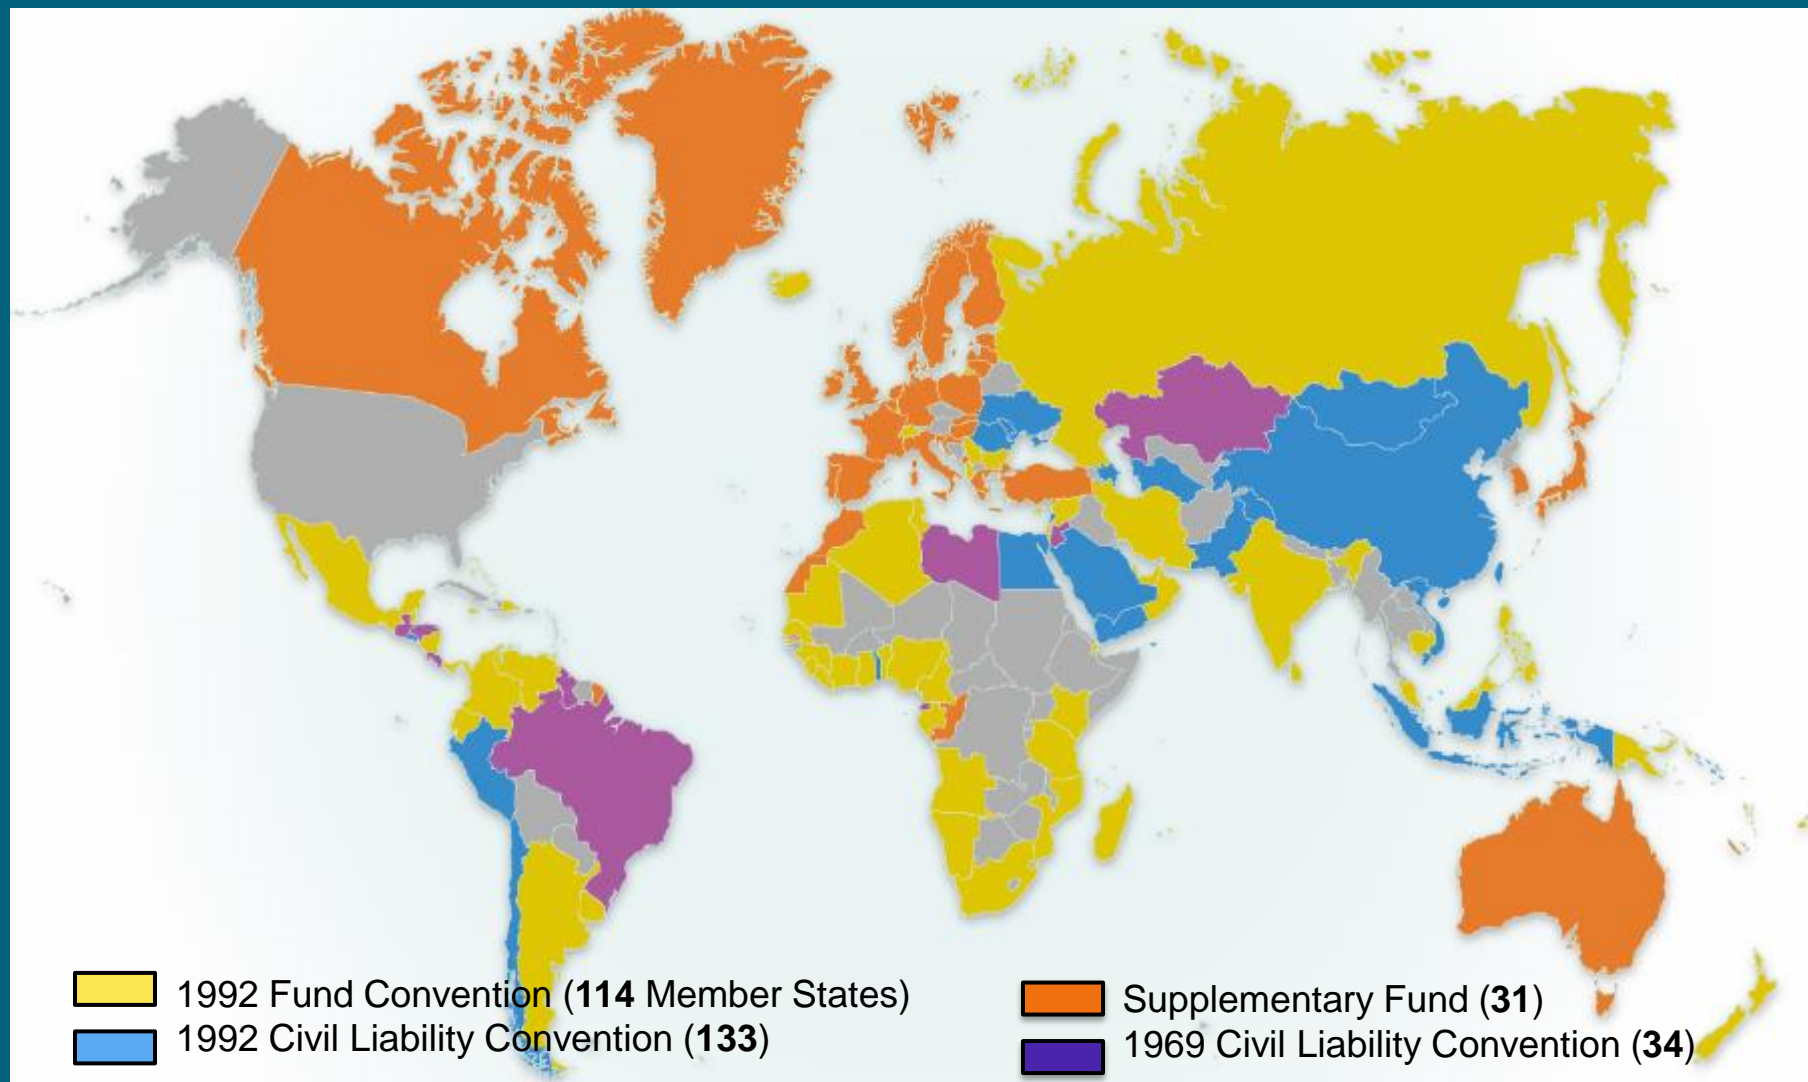 1992 Fund Convention (114 Member States)
1992 Civil Liability Convention (133)
Supplementary Fund (31)
1969 Civil Liability Convention (34)